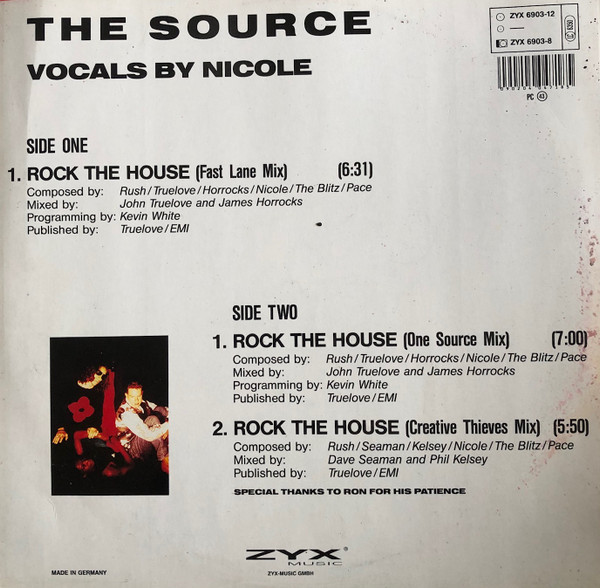 THE SOURCE
VOCALS BY NICOLE
ZYX 6903-12
ZYX 6903-8
PC 43
SIDE ONE
1. ROCK THE HOUSE (Fast Lane Mix) (6:31)
Composed by: Rush/Truelove/Horrocks/Nicole/The Blitz/Pace
Mixed by: John Truelove and James Horrocks
Programming by: Kevin White
Published by: Truelove/EMI
SIDE TWO
1. ROCK THE HOUSE (One Source Mix) (7:00)
Composed by: Rush/Truelove/Horrocks/Nicole/The Blitz/Pace
Mixed by: John Truelove and James Horrocks
Programming by: Kevin White
Published by: Truelove/EMI
2. ROCK THE HOUSE (Creative Thieves Mix) (5:50)
Composed by: Rush/Seaman/Kelsey/Nicole/The Blitz/Pace
Mixed by: Dave Seaman and Phil Kelsey
Published by: Truelove/EMI
SPECIAL THANKS TO RON FOR HIS PATIENCE
ZYX®
MUSIC
MADE IN GERMANY
ZYX-MUSIC GMBH